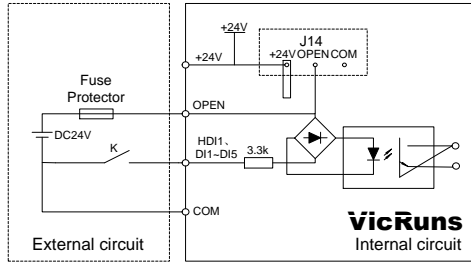 +24V
J14
+24V OPEN COM
+24V
Fuse
Protector
OPEN
DC24V
K
HDI1、
DI1~DI5
3.3k
COM
VicRuns
External circuit
Internal circuit